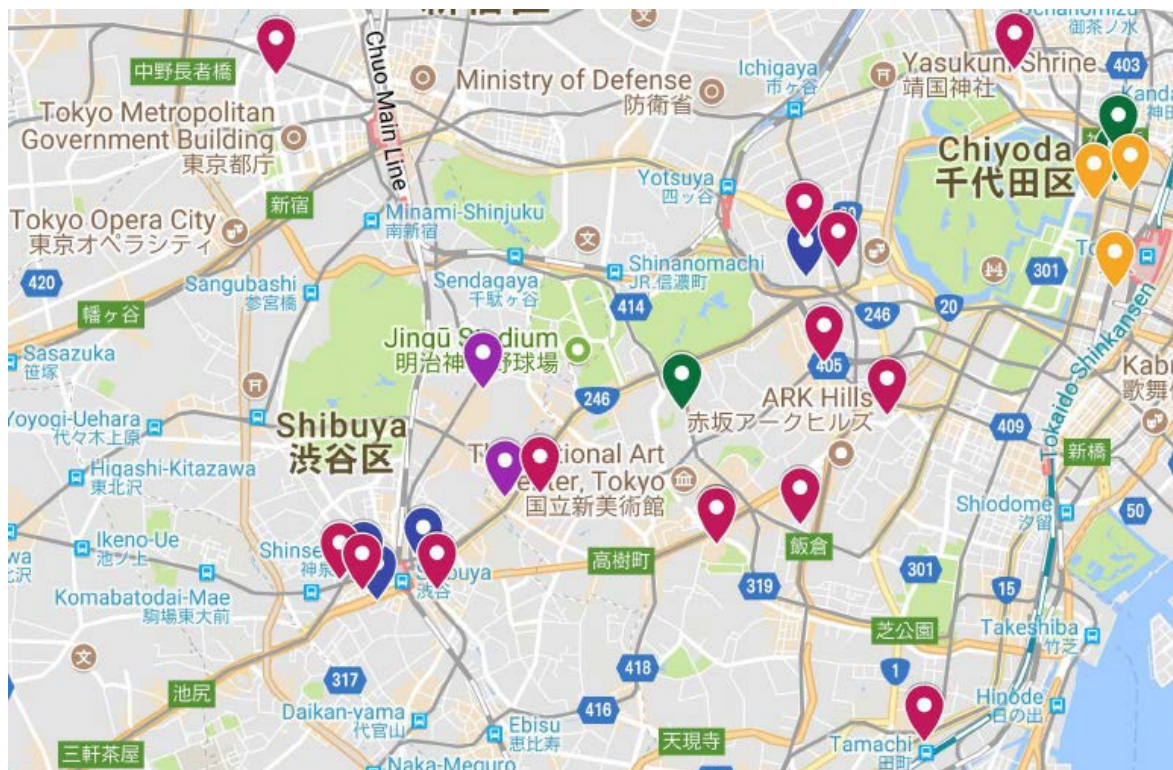 中野長者橋
Chuo-Main Line
Ministry of Defense
防衛省
Ichigaya
市ヶ谷
Yasukuni Shrine
靖国神社
御茶ノ水
403
Tokyo Metropolitan
Government Building
東京都庁
Chiyoda
千代田区
新宿
Yotsuya
四ッ谷
Tokyo Opera City
東京オペランティ
Minami-Shinjuku
南新宿
420
Sangubashi
参宮橋
Sendagaya
千駄ヶ谷
Shinanomachi
JR.信濃町
301
414
20
246
幡ヶ谷
Sasazuka
笹塚
Jingū Stadium
明治神
野球場
405
Tokaido-Shinkansen
246
ARK Hills
赤坂アークヒルズ
Yoyogi-Uehara
代々木上原
Shibuya
渋谷区
409
新橋
Higashi-Kitazawa
東北沢
National Art
Center, Tokyo
国立新美術館
Shiodome
汐留
50
Ikeno-Ue
池ノ上
高樹町
飯倉
301
319
15
Komabatodai-Mae
駒場東大前
渋谷
芝公園
Takeshiba
竹芝
418
1
317
池尻
Daikan-yama
代官山
Ebisu
恵比寿
416
Hinode
日の出
三軒茶屋
Naka-Meguro
天現寺
Tamachi
田町